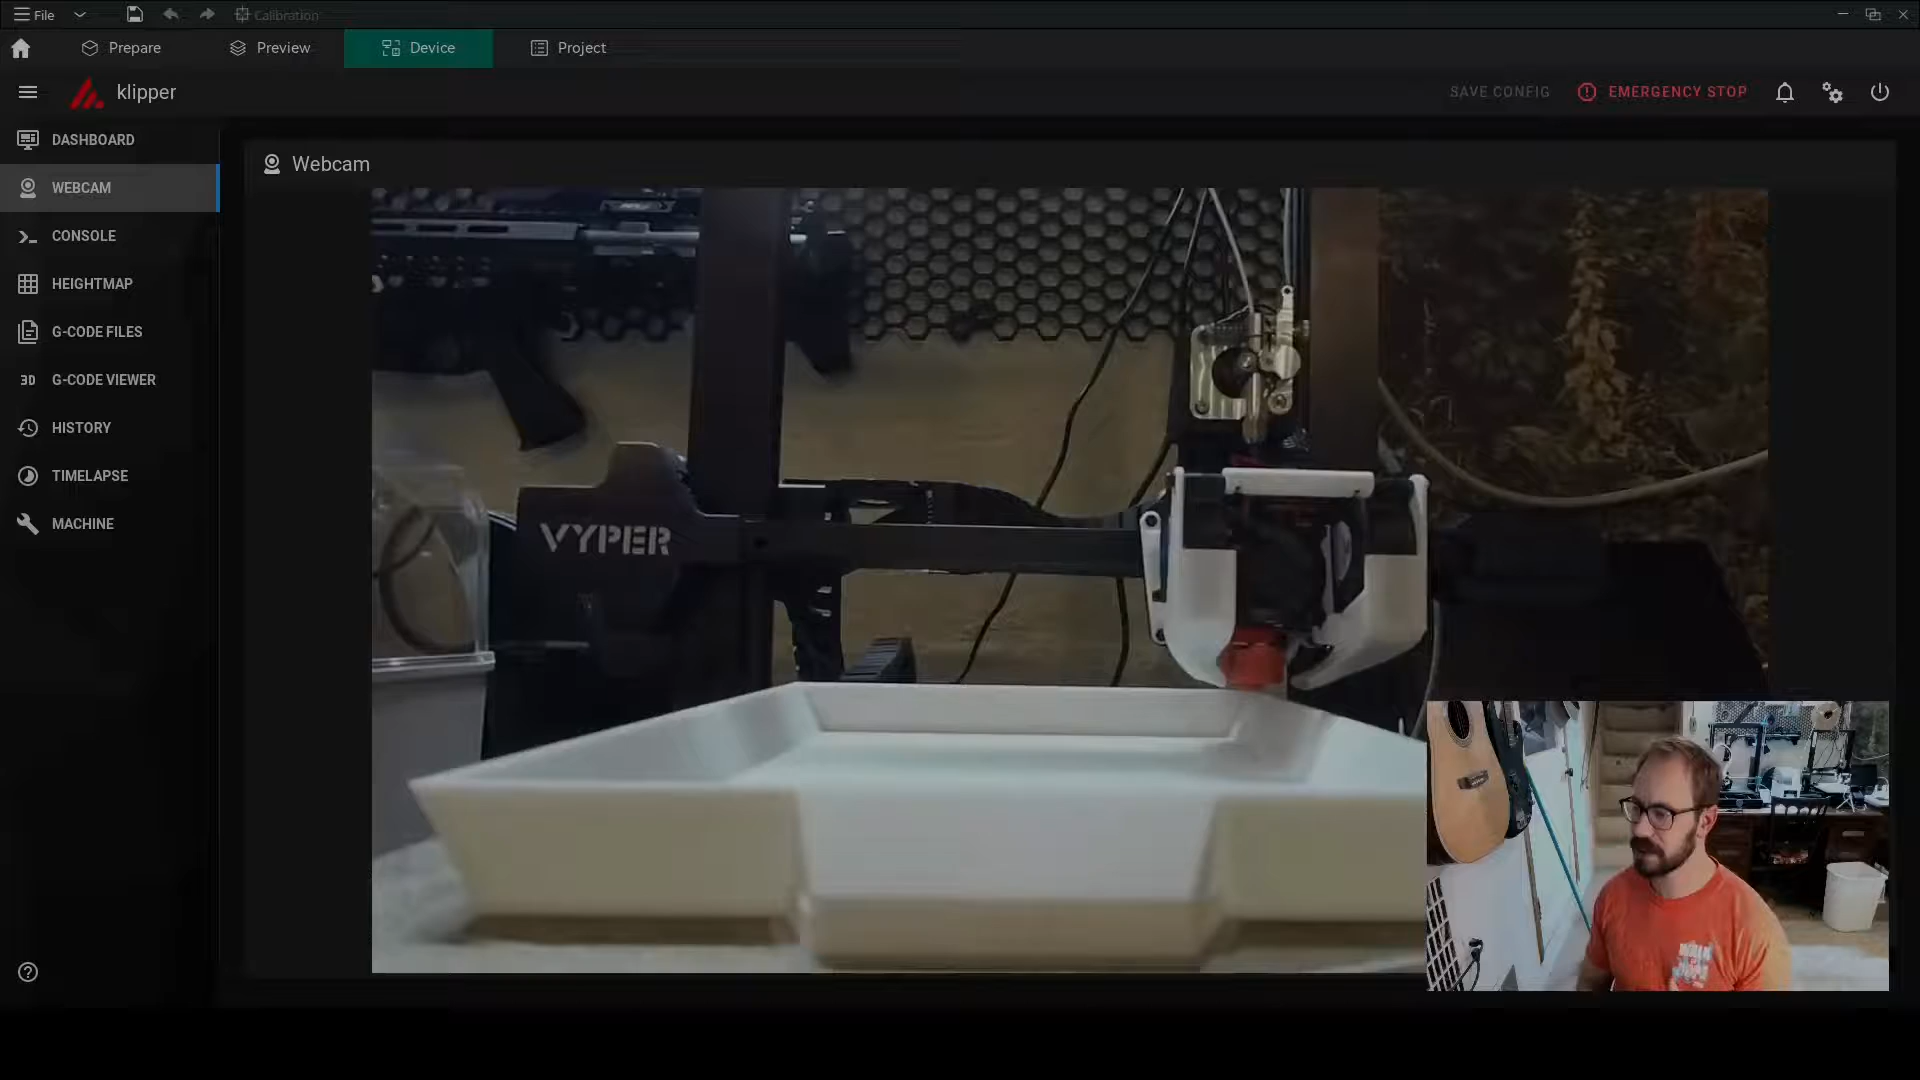 File
Calibration
Prepare
Preview
Device
Project
klipper
SAVE CONFIG
EMERGENCY STOP
DASHBOARD
WEBCAM
CONSOLE
HEIGHTMAP
G-CODE FILES
3D G-CODE VIEWER
HISTORY
TIMELAPSE
MACHINE
Webcam
VYPER